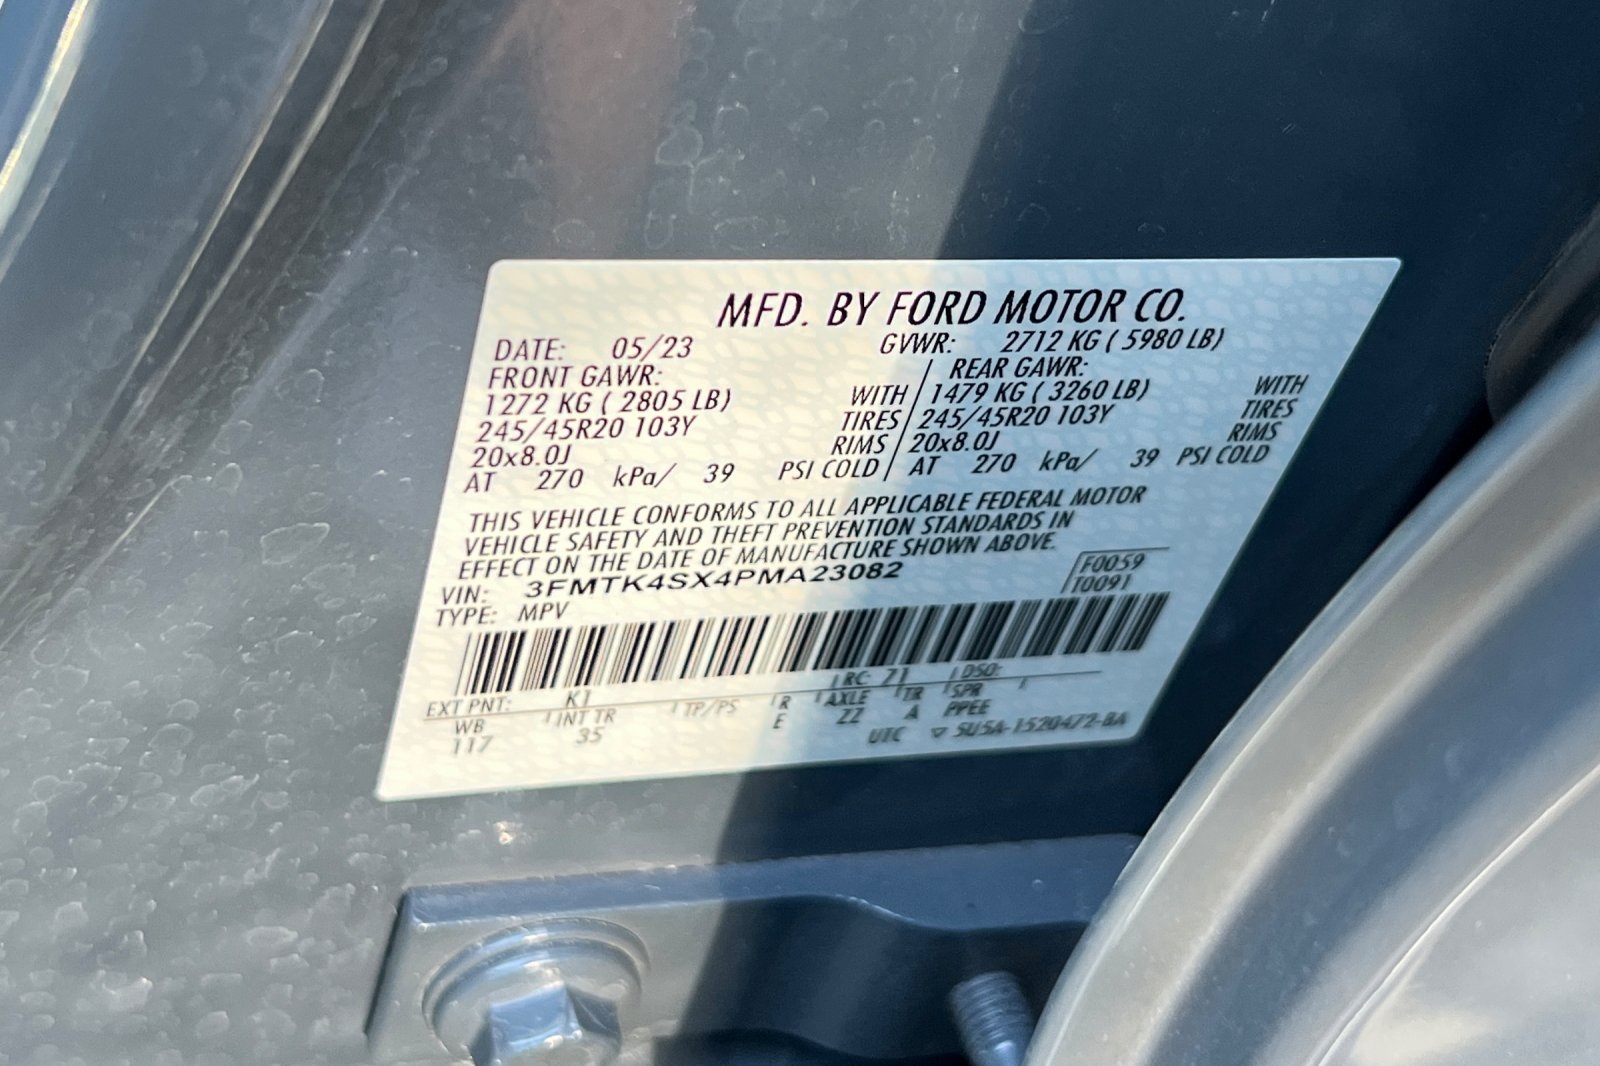 MFD. BY FORD MOTOR CO.
DATE: 05/23 GVWR: 2712 KG ( 5980 LB)
FRONT GAWR: REAR GAWR:
1272 KG ( 2805 LB) WITH / 1479 KG ( 3260 LB) WITH
245/45R20 103Y TIRES / 245/45R20 103Y TIRES
20x8.0J RIMS / 20x8.0J RIMS
AT 270 kPa/ 39 PSI COLD / AT 270 kPa/ 39 PSI COLD
THIS VEHICLE CONFORMS TO ALL APPLICABLE FEDERAL MOTOR
VEHICLE SAFETY AND THEFT PREVENTION STANDARDS IN
EFFECT ON THE DATE OF MANUFACTURE SHOWN ABOVE.
VIN: 3FMTK4SX4PMA23082 F0059
TYPE: MPV T0091
EXT PNT: K1 RC: 71 DSO:
WB INT TR TP/PS R AXLE TR SPR
117 35 E ZZ A PPEE
UTC ▽ 5U5A-1520472-BA